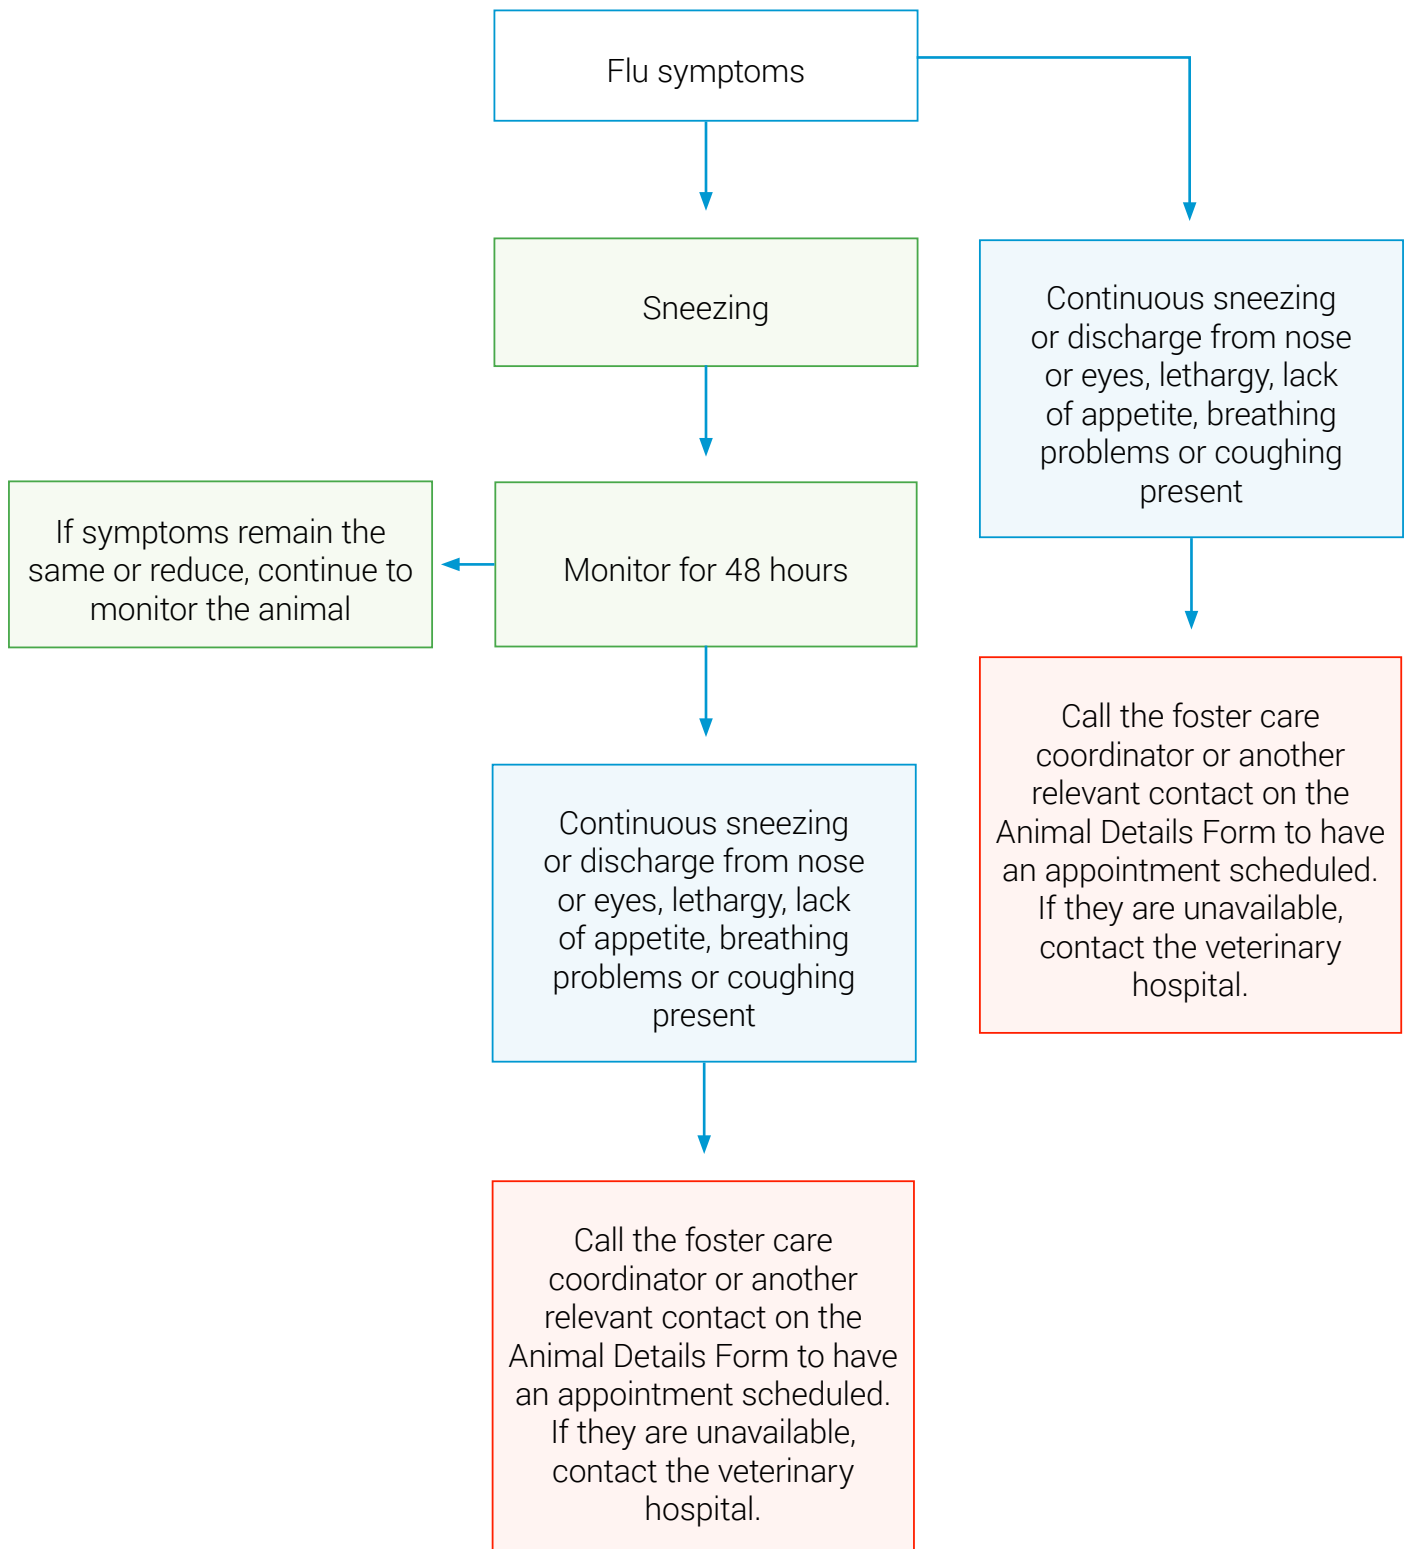 Flu symptoms
Sneezing
Continuous sneezing
or discharge from nose
or eyes, lethargy, lack
of appetite, breathing
problems or coughing
present
If symptoms remain the
same or reduce, continue to
monitor the animal
Monitor for 48 hours
Call the foster care
coordinator or another
relevant contact on the
Animal Details Form to have
an appointment scheduled.
If they are unavailable,
contact the veterinary
hospital.
Continuous sneezing
or discharge from nose
or eyes, lethargy, lack
of appetite, breathing
problems or coughing
present
Call the foster care
coordinator or another
relevant contact on the
Animal Details Form to have
an appointment scheduled.
If they are unavailable,
contact the veterinary
hospital.